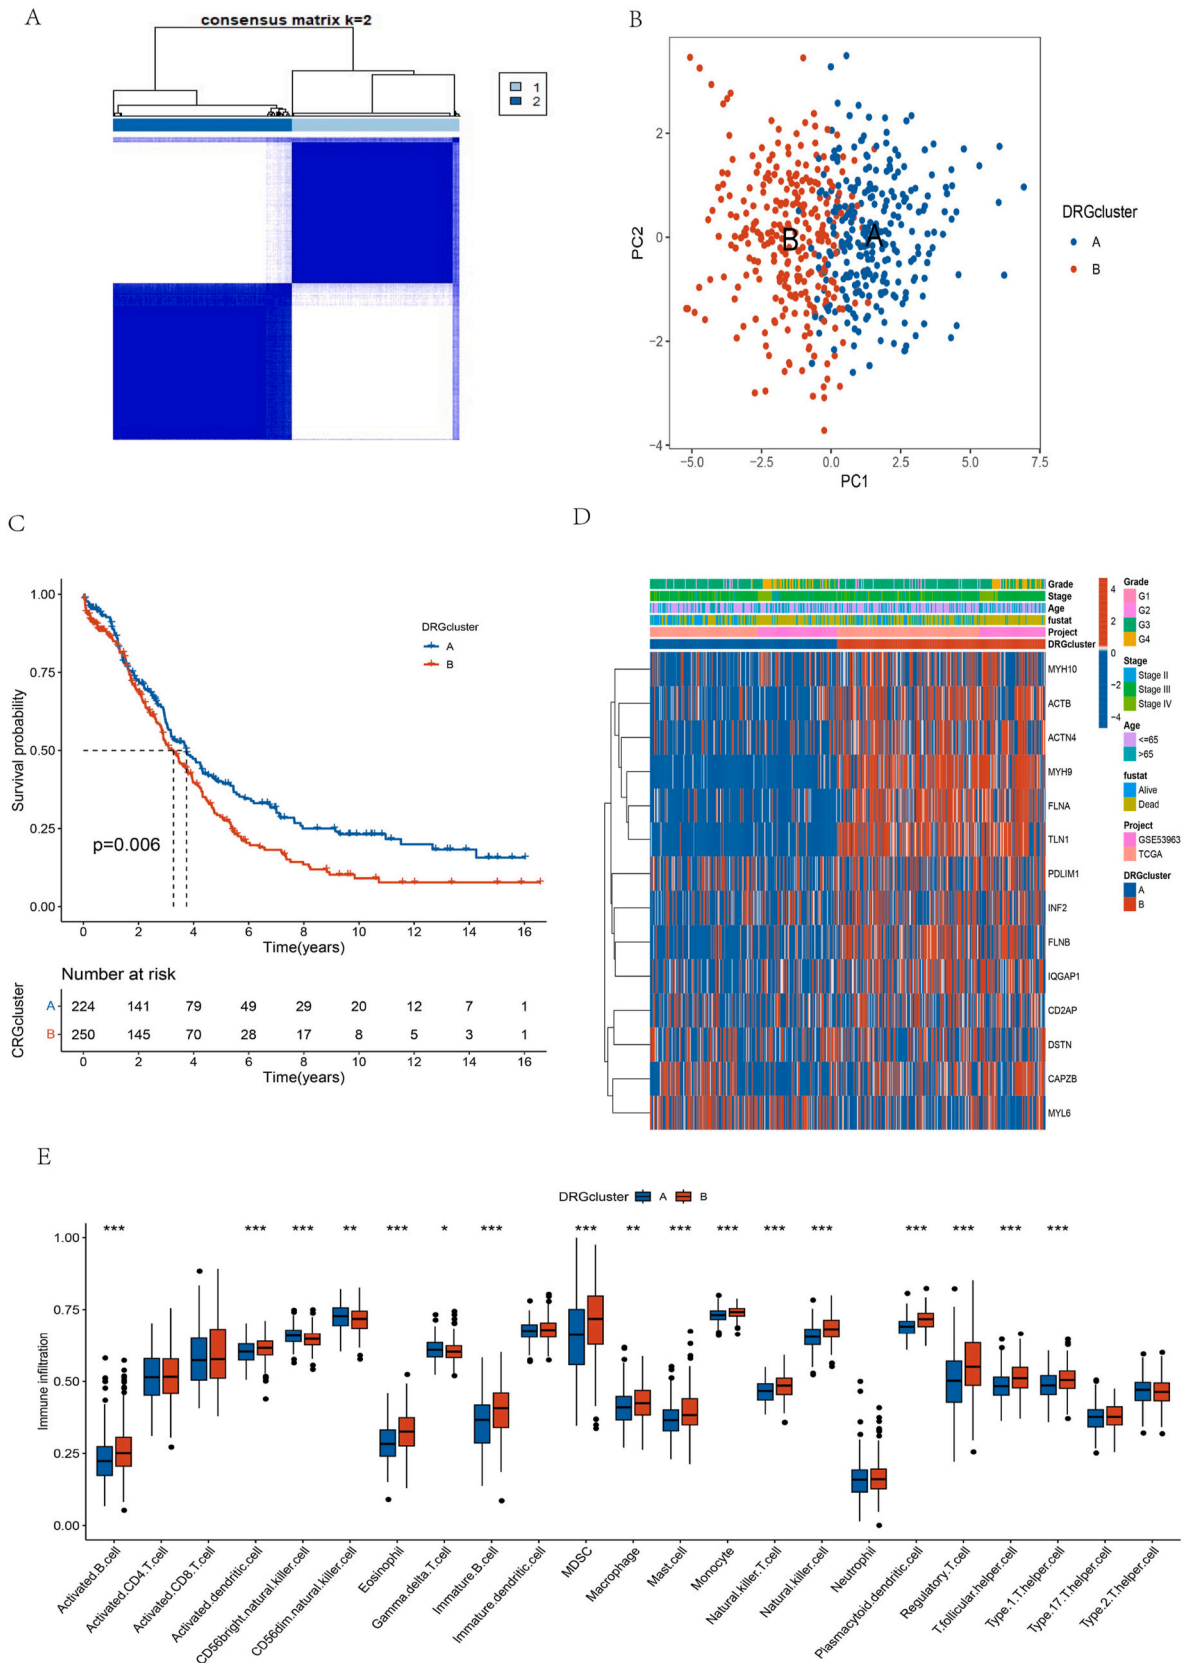 A
consensus matrix k=2
1
2
B
2
0
−2
−4
PC2
−5.0 −2.5 0.0 2.5 5.0 7.5
PC1
B A
DRGcluster
A
B
C
DRGcluster
A
B
1.00
0.75
0.50
0.25
0.00
Survival probability
p=0.006
0 2 4 6 8 10 12 14 16
Time(years)
Number at risk
CRGcluster
A 224 141 79 49 29 20 12 7 1
B 250 145 70 28 17 8 5 3 1
0 2 4 6 8 10 12 14 16
Time(years)
D
Grade
Stage
Age
fustat
Project
DRGcluster
MYH10
ACTB
ACTN4
MYH9
FLNA
TLN1
PDLIM1
INF2
FLNB
IQGAP1
CD2AP
DSTN
CAPZB
MYL6
4
2
0
−2
−4
Grade
G1
G2
G3
G4
Stage
Stage II
Stage III
Stage IV
Age
<=65
>65
fustat
Alive
Dead
Project
GSE53963
TCGA
DRGcluster
A
B
E
DRGcluster A B
*** *** *** ** *** * *** *** ** *** *** *** *** *** *** *** ***
1.00
0.75
0.50
0.25
0.00
Immune infiltration
Activated.B.cell
Activated.CD4.T.cell
Activated.CD8.T.cell
Activated.dendritic.cell
CD56bright.natural.killer.cell
CD56dim.natural.killer.cell
Eosinophil
Gamma.delta.T.cell
Immature.B.cell
Immature.dendritic.cell
MDSC
Macrophage
Mast.cell
Monocyte
Natural.killer.T.cell
Natural.killer.cell
Neutrophil
Plasmacytoid.dendritic.cell
Regulatory.T.cell
T.follicular.helper.cell
Type.1.T.helper.cell
Type.17.T.helper.cell
Type.2.T.helper.cell